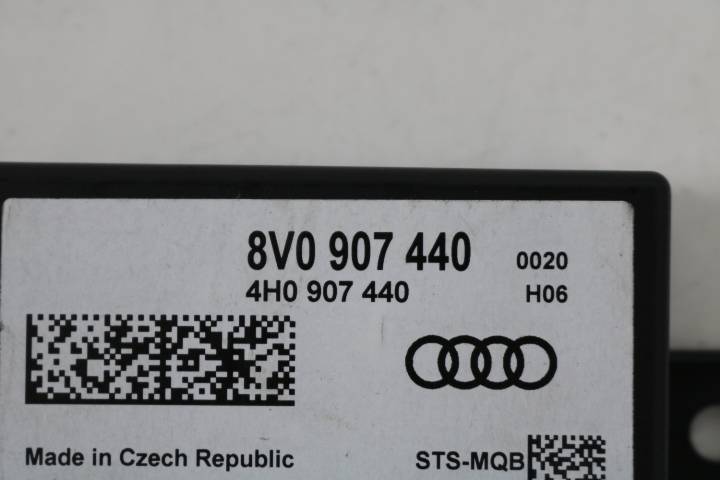 8V0 907 440 0020
4H0 907 440 H06
Made in Czech Republic STS-MQB